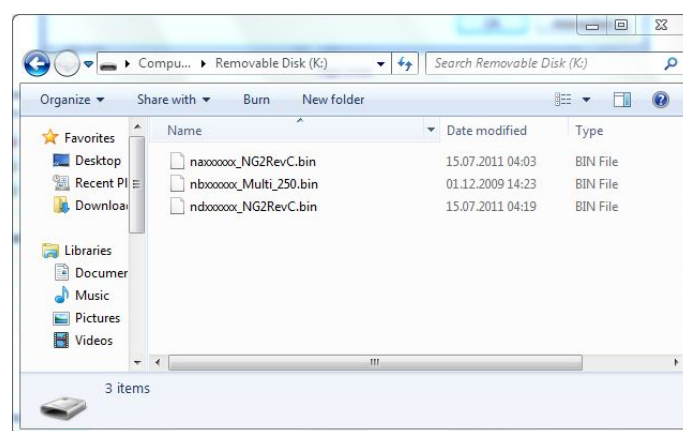 Compu... Removable Disk (K:) Search Removable Disk (K:)
Organize Share with Burn New folder
Favorites
Desktop
Recent Pl
Downloa
Libraries
Documer
Music
Pictures
Videos
Name Date modified Type
naxxxxxx_NG2RevC.bin 15.07.2011 04:03 BIN File
nbxxxxxx_Multi_250.bin 01.12.2009 14:23 BIN File
ndxxxxxx_NG2RevC.bin 15.07.2011 04:19 BIN File
3 items